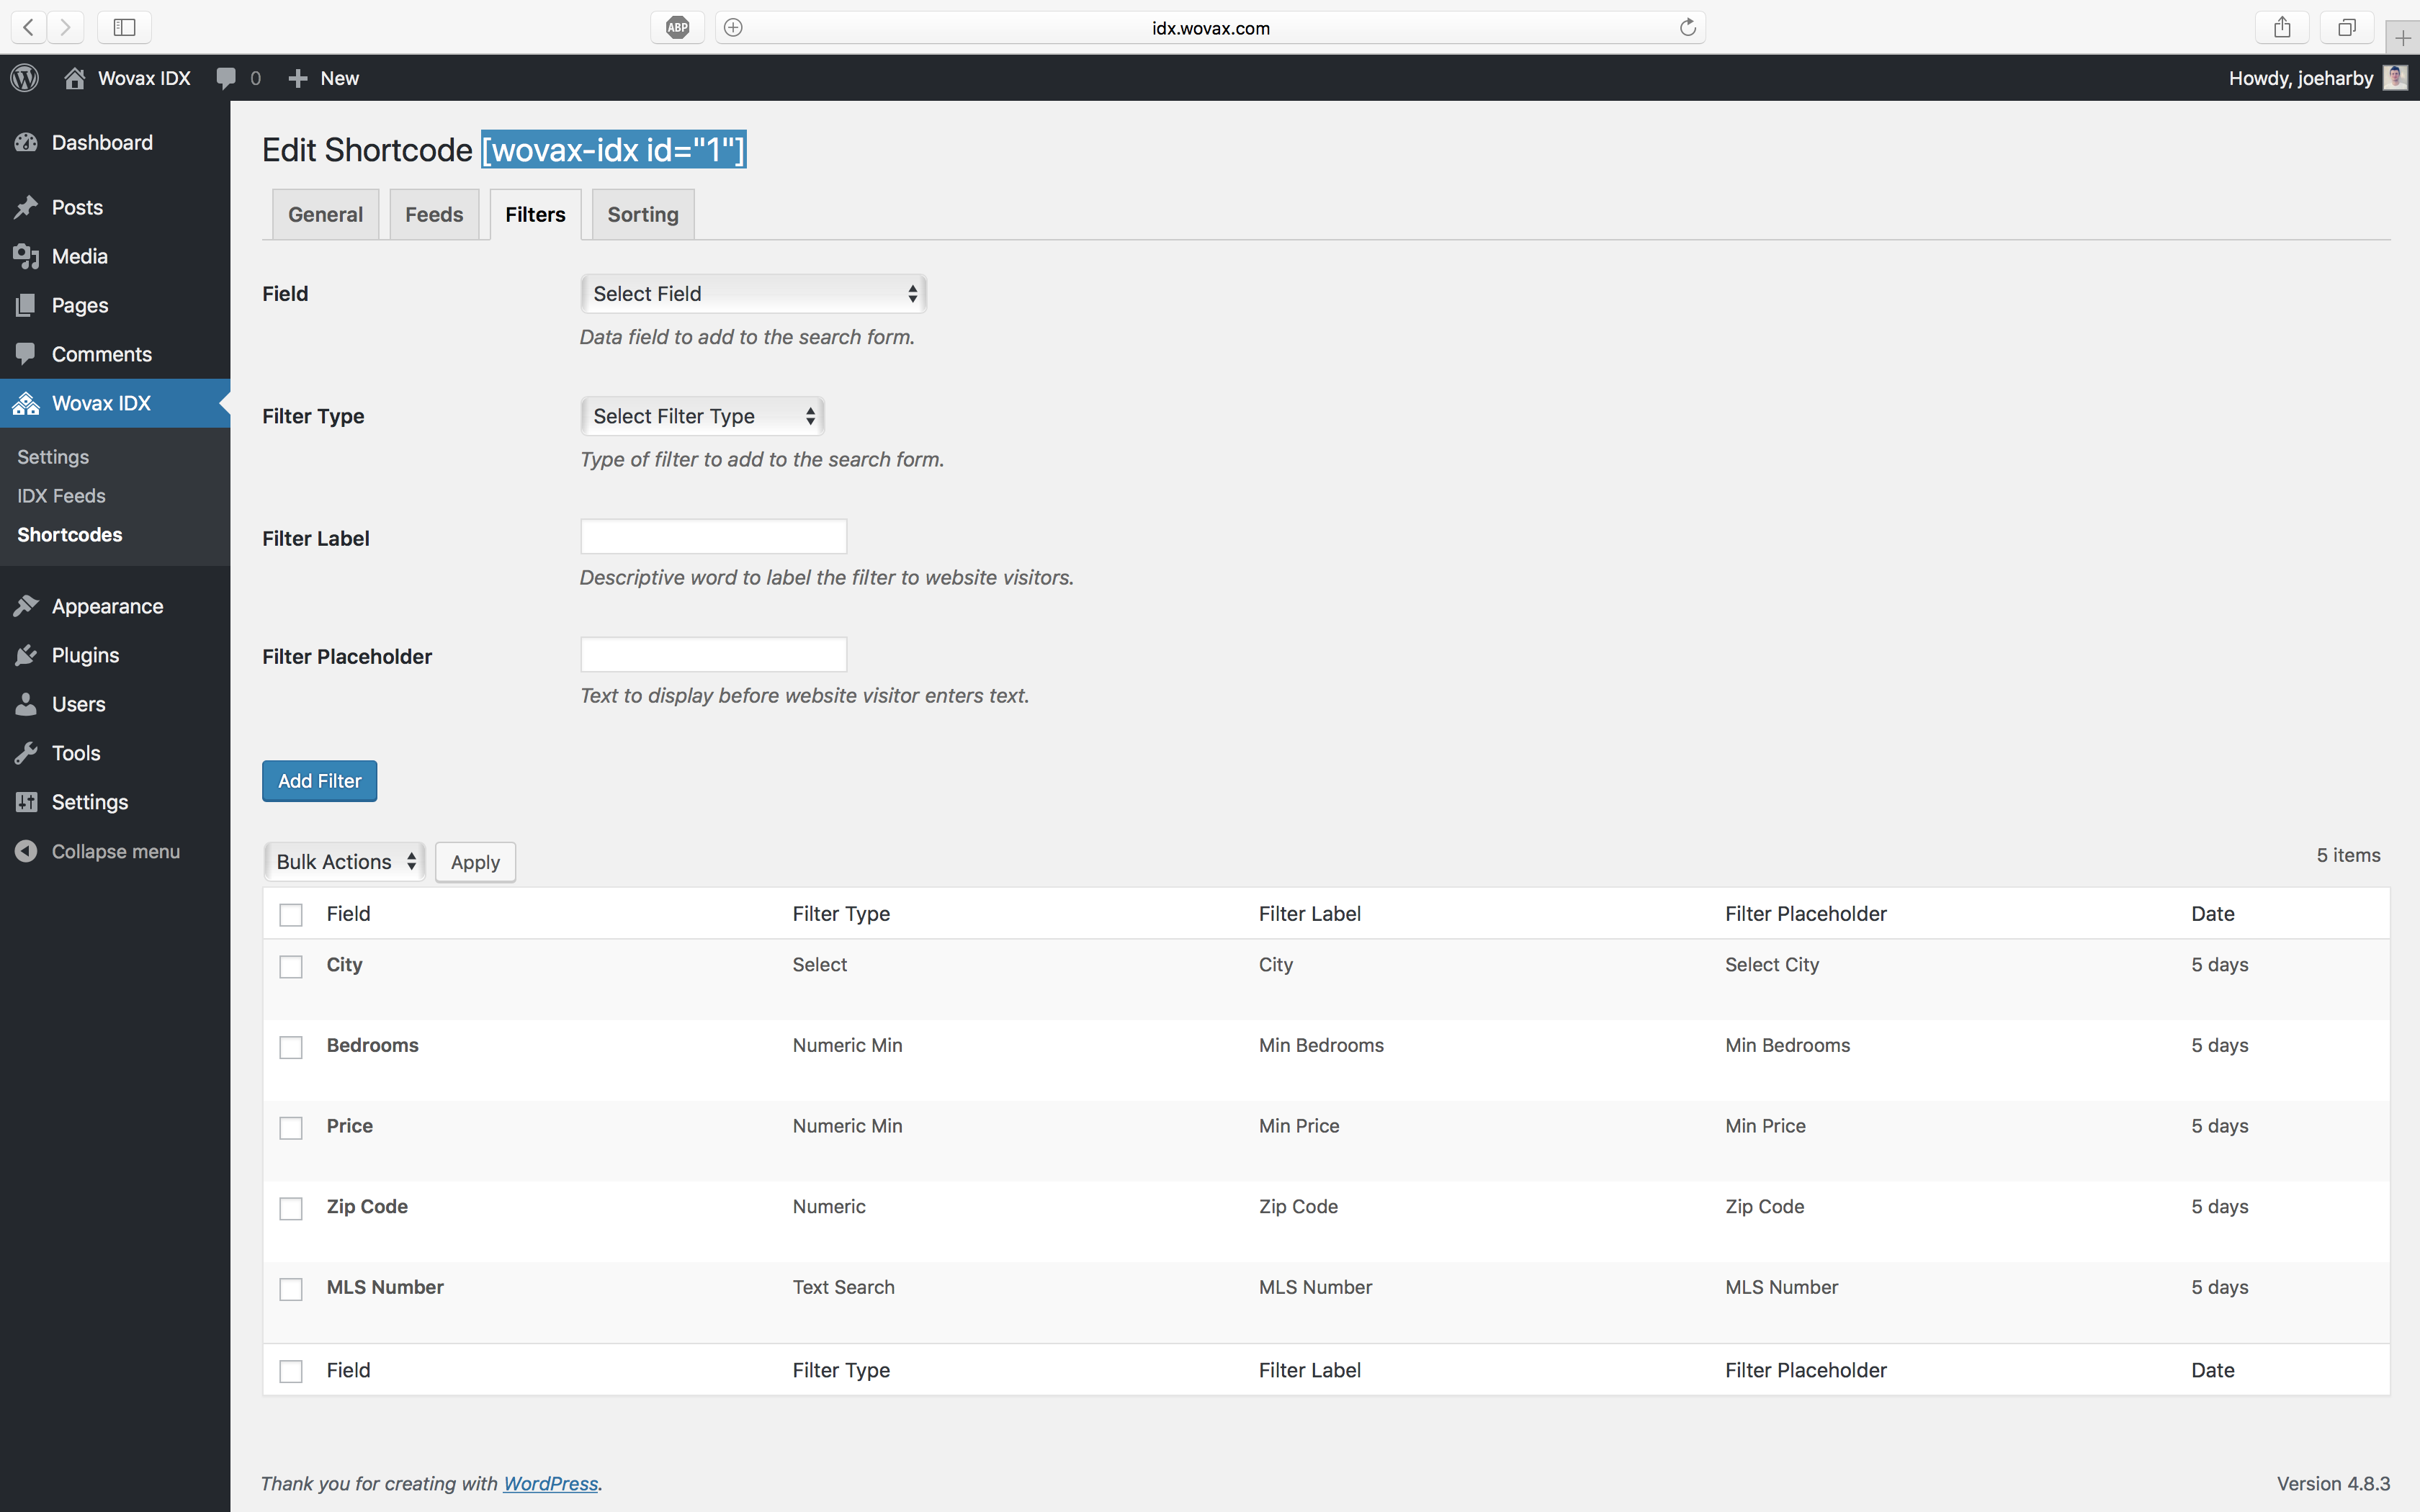 ABP
idx.wovax.com
Wovax IDX 0 New Howdy, joeharby
Dashboard
Posts
Media
Pages
Comments
Wovax IDX
Settings
IDX Feeds
Shortcodes
Appearance
Plugins
Users
Tools
Settings
Collapse menu
Edit Shortcode [wovax-idx id="1"]
General Feeds Filters Sorting
Field Select Field
Data field to add to the search form.
Filter Type Select Filter Type
Type of filter to add to the search form.
Filter Label
Descriptive word to label the filter to website visitors.
Filter Placeholder
Text to display before website visitor enters text.
Add Filter
Bulk Actions Apply 5 items
Field Filter Type Filter Label Filter Placeholder Date
City Select City Select City 5 days
Bedrooms Numeric Min Min Bedrooms Min Bedrooms 5 days
Price Numeric Min Min Price Min Price 5 days
Zip Code Numeric Zip Code Zip Code 5 days
MLS Number Text Search MLS Number MLS Number 5 days
Field Filter Type Filter Label Filter Placeholder Date
Thank you for creating with WordPress. Version 4.8.3